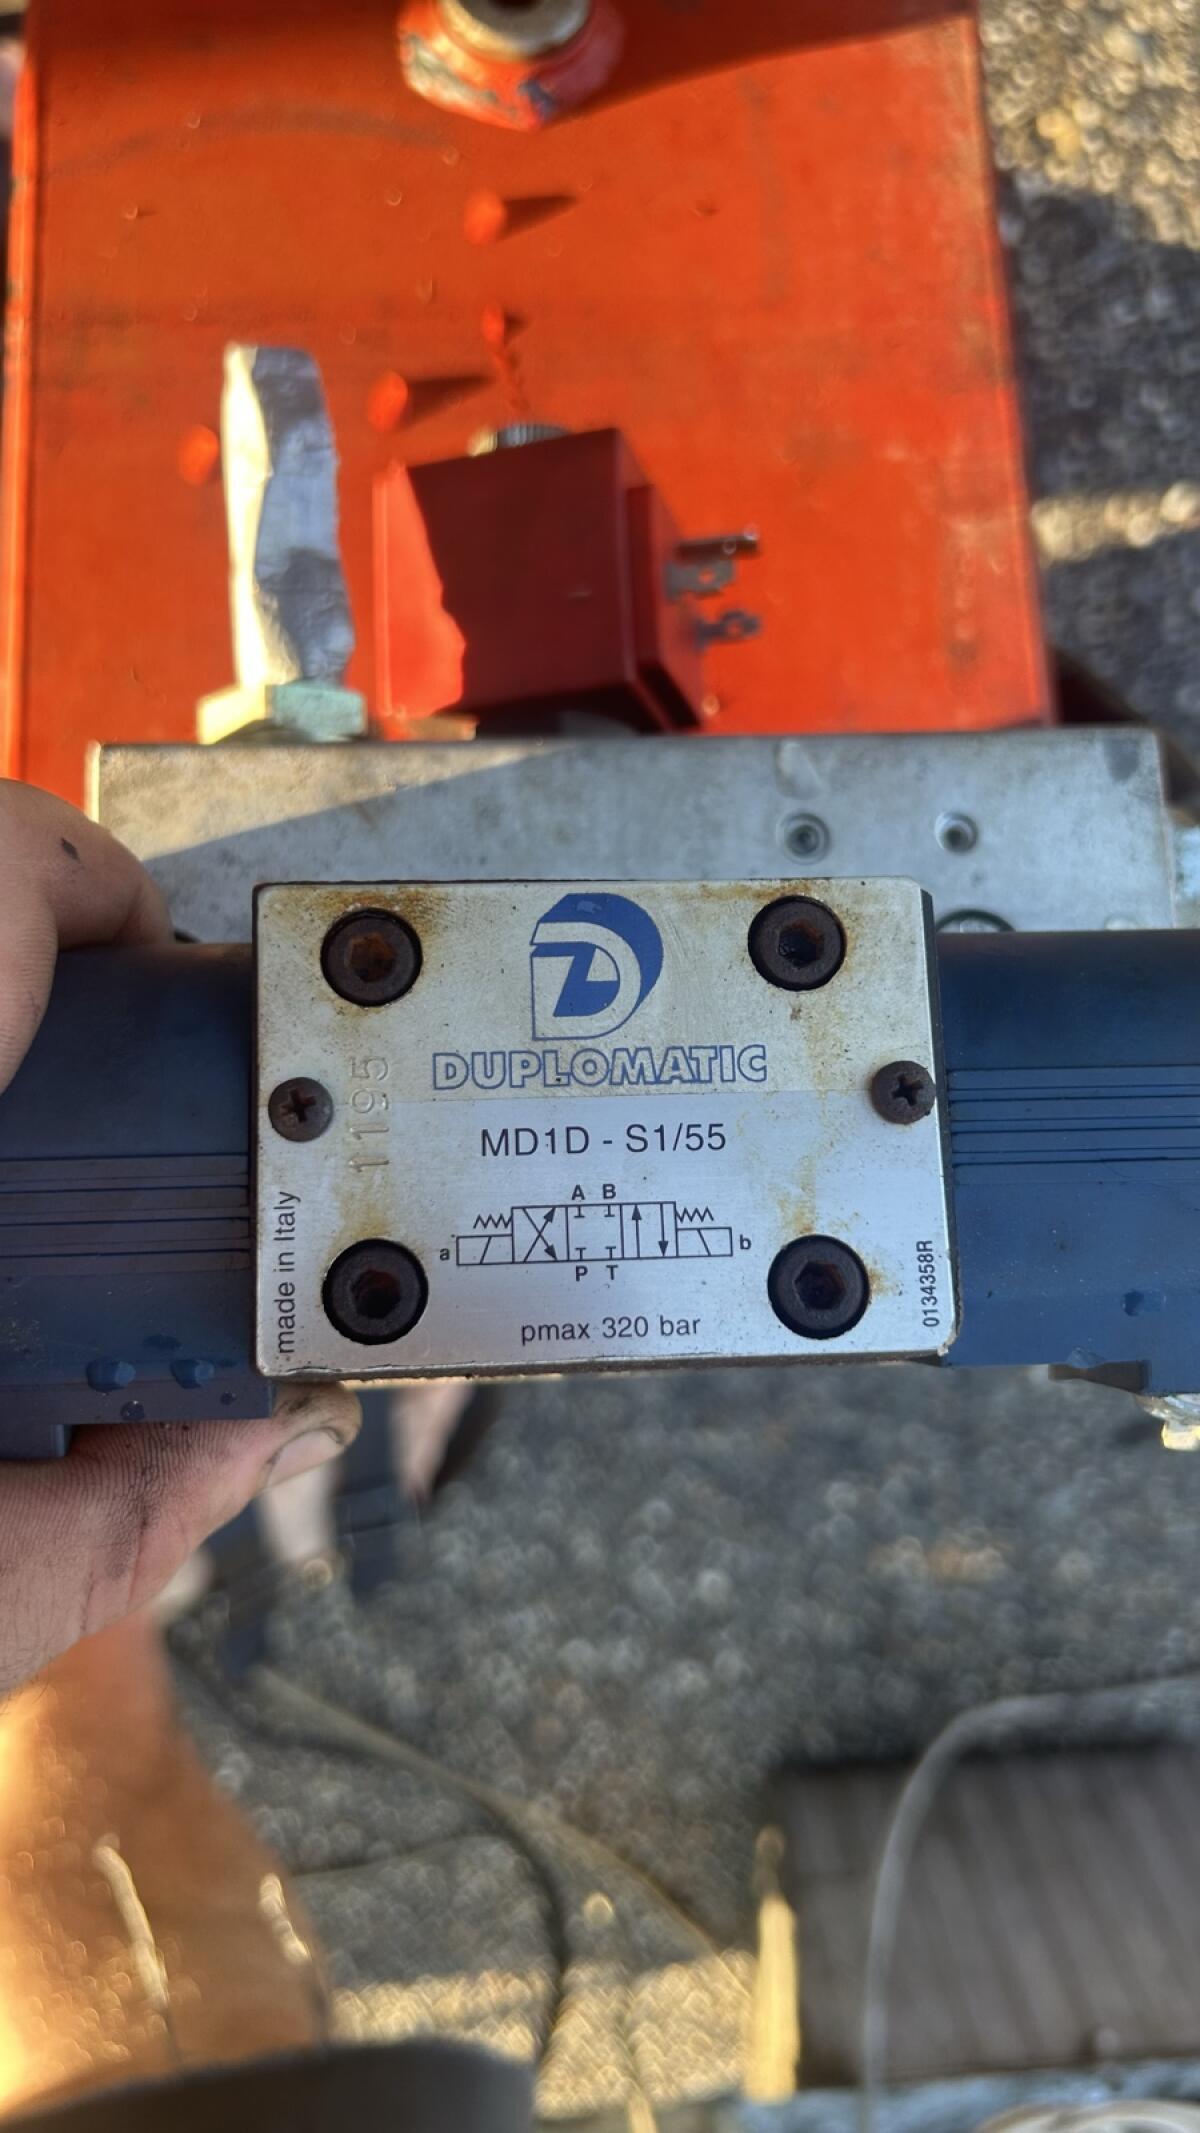 DUPLOMATIC
1195
MD1D - S1/55
A B
a
b
P T
made in Italy
0134358R
pmax 320 bar